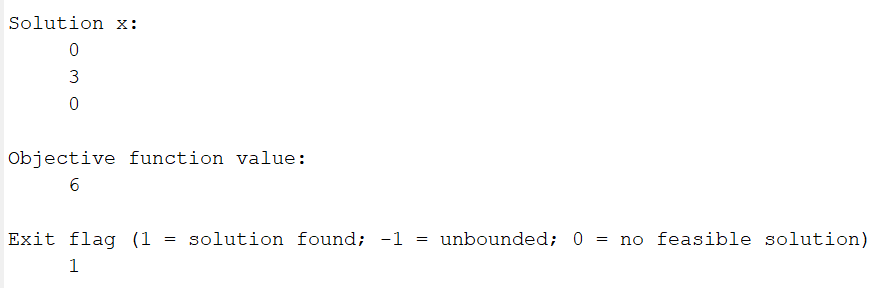 Solution x:
0
3
0
Objective function value:
6
Exit flag (1 = solution found; -1 = unbounded; 0 = no feasible solution)
1